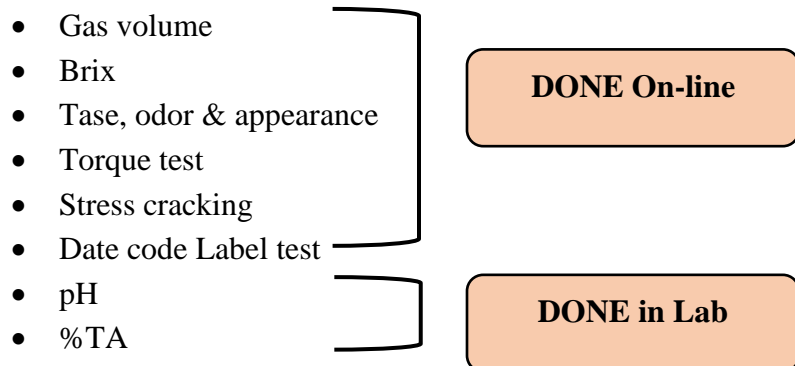 • Gas volume
• Brix
• Tase, odor & appearance
• Torque test
• Stress cracking
• Date code Label test
• pH
• %TA
DONE On-line
DONE in Lab